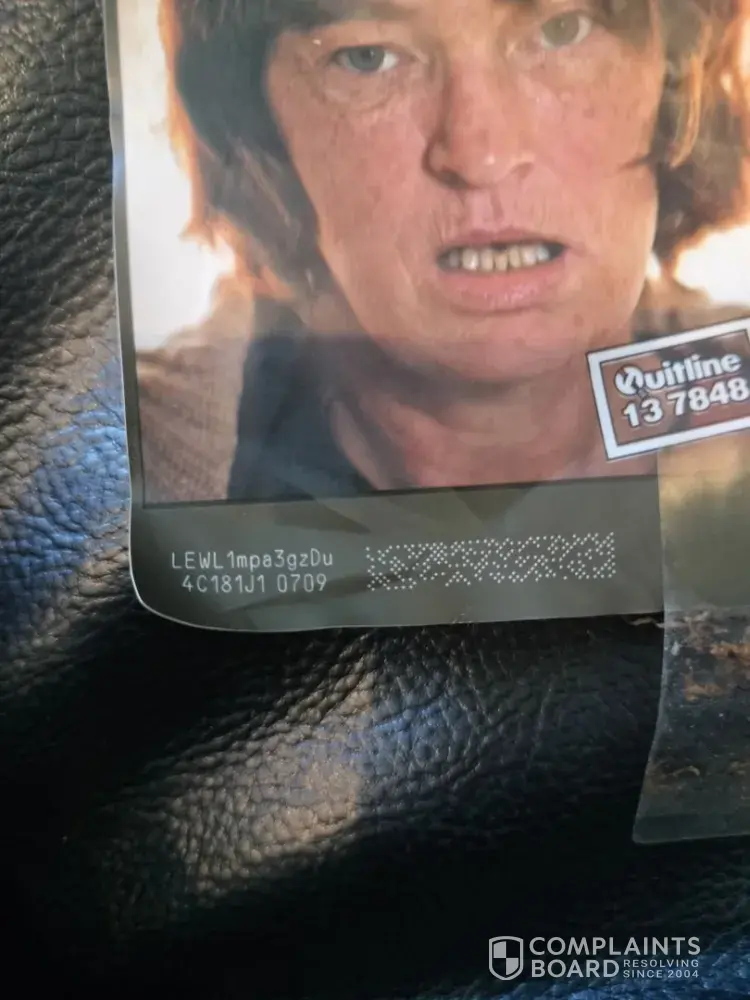 Quitline
13 7848
LEWL1mpa3gzDu
4C181J1 0709
COMPLAINTS
BOARD RESOLVING
SINCE 2004